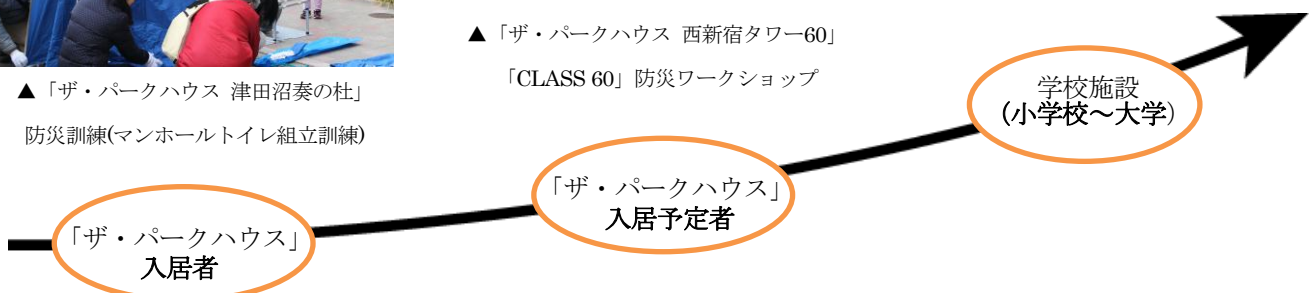 ▲「ザ・パークハウス 西新宿タワー60」
「CLASS 60」防災ワークショップ
▲「ザ・パークハウス 津田沼奏の杜」
防災訓練(マンホールトイレ組立訓練)
学校施設
(小学校～大学)
「ザ・パークハウス」
入居予定者
「ザ・パークハウス」
入居者